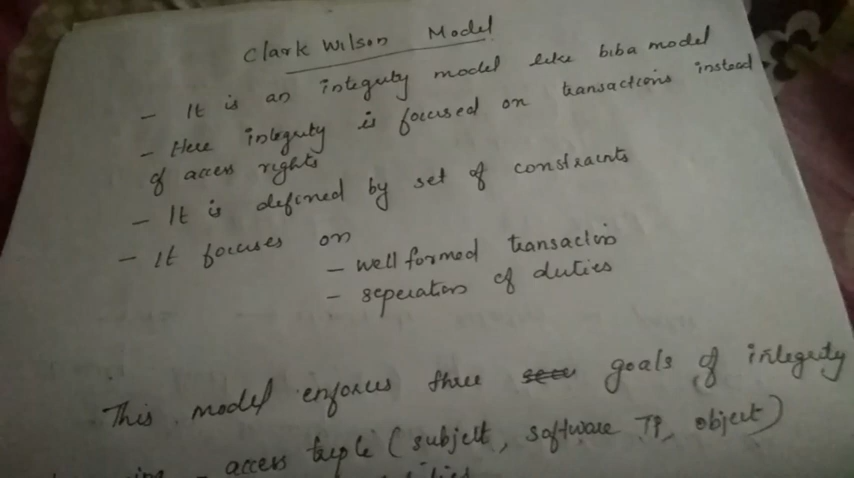 Clark Wilson Model
- It is an integrity model like biba model
- Here integrity is focused on transactions instead
of access rights
- It is defined by set of constraints
- It focuses on
- well formed transaction
- seperation of duties
This model enforces three goals of integrity
access triple (subject, software TP, object)